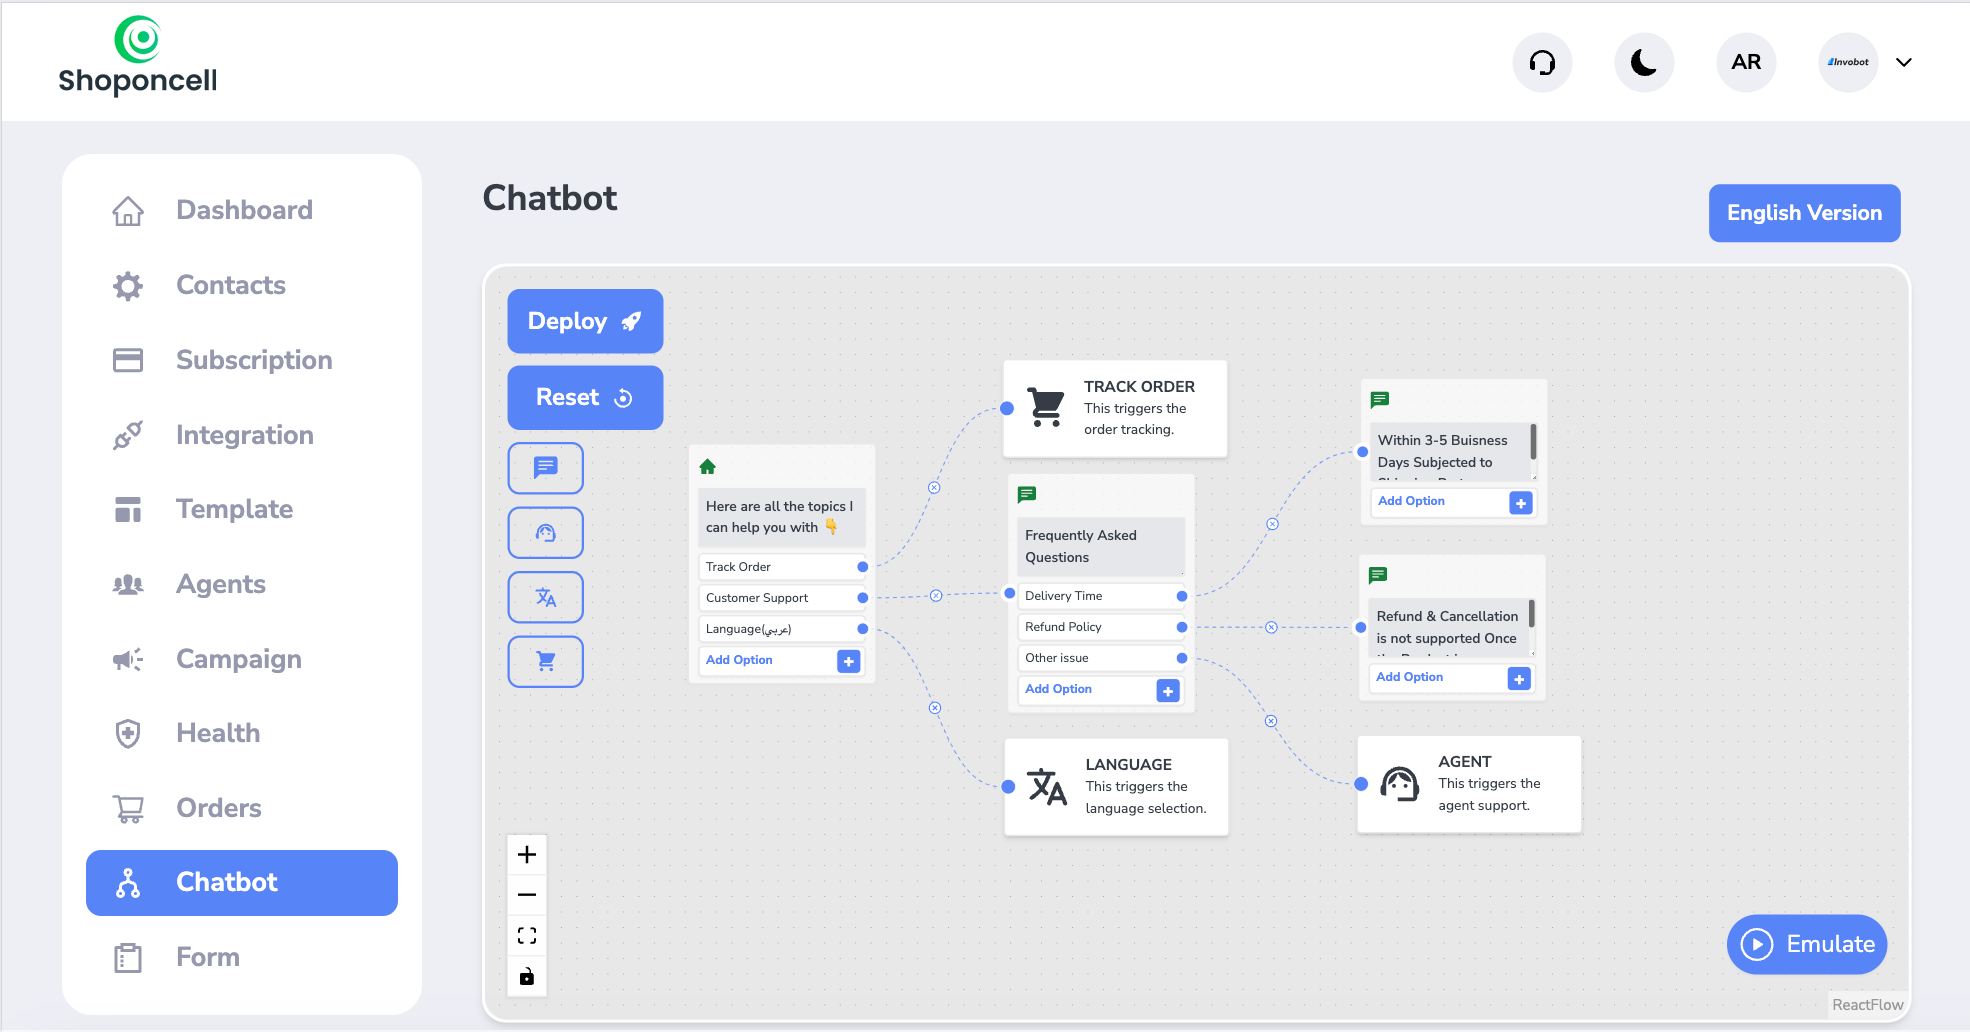 Shoponcell
AR
Invobot
Dashboard
Contacts
Subscription
Integration
Template
Agents
Campaign
Health
Orders
Chatbot
Form
Chatbot
English Version
Deploy
Reset
Here are all the topics I
can help you with 👇
Track Order
Customer Support
Language(عربي)
Add Option
TRACK ORDER
This triggers the
order tracking.
Frequently Asked
Questions
Delivery Time
Refund Policy
Other issue
Add Option
LANGUAGE
This triggers the
language selection.
Within 3-5 Buisness
Days Subjected to
Add Option
Refund & Cancellation
is not supported Once
Add Option
AGENT
This triggers the
agent support.
Emulate
ReactFlow